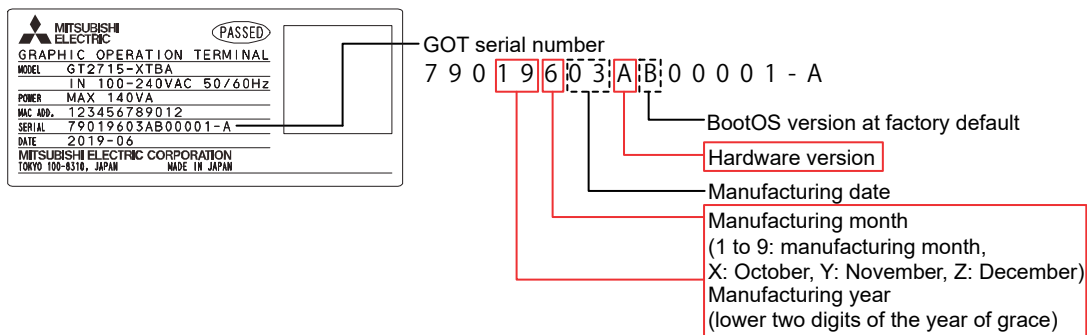 MITSUBISHI
ELECTRIC
PASSED
GRAPHIC OPERATION TERMINAL
MODEL GT2715-XTBA
IN 100-240VAC 50/60Hz
POWER MAX 140VA
MAC ADD. 123456789012
SERIAL 79019603AB00001-A
DATE 2019-06
MITSUBISHI ELECTRIC CORPORATION
TOKYO 100-8310, JAPAN MADE IN JAPAN
GOT serial number
7 9 0 1 9 6 0 3 A B 0 0 0 0 1 - A
BootOS version at factory default
Hardware version
Manufacturing date
Manufacturing month
(1 to 9: manufacturing month,
X: October, Y: November, Z: December)
Manufacturing year
(lower two digits of the year of grace)